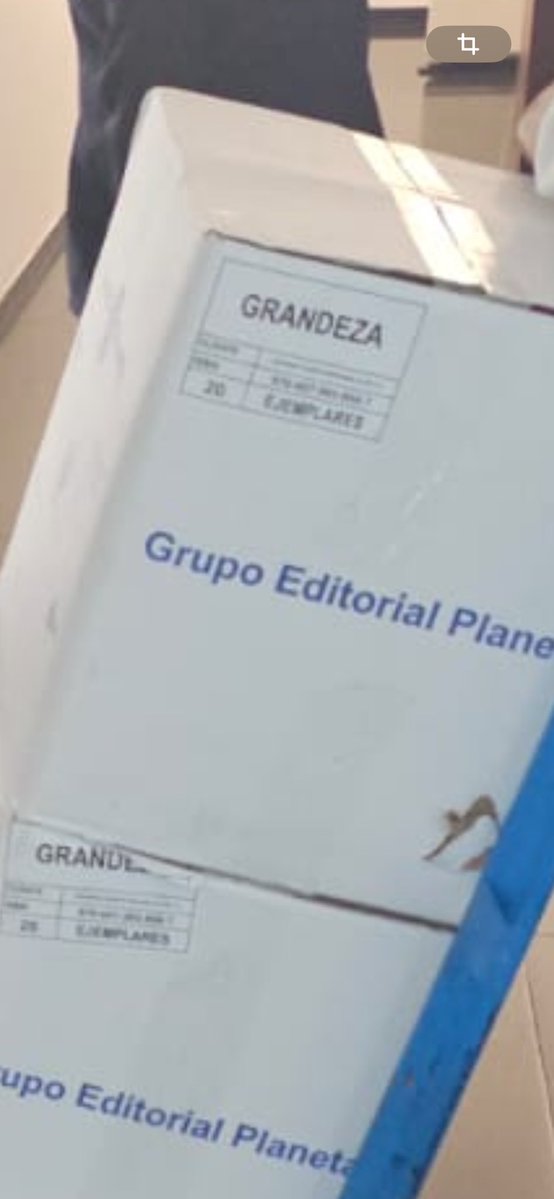 GRANDEZA
20
EJEMPLARES
Grupo Editorial Plane
GRANDE
20
EJEMPLARES
upo Editorial Planeta